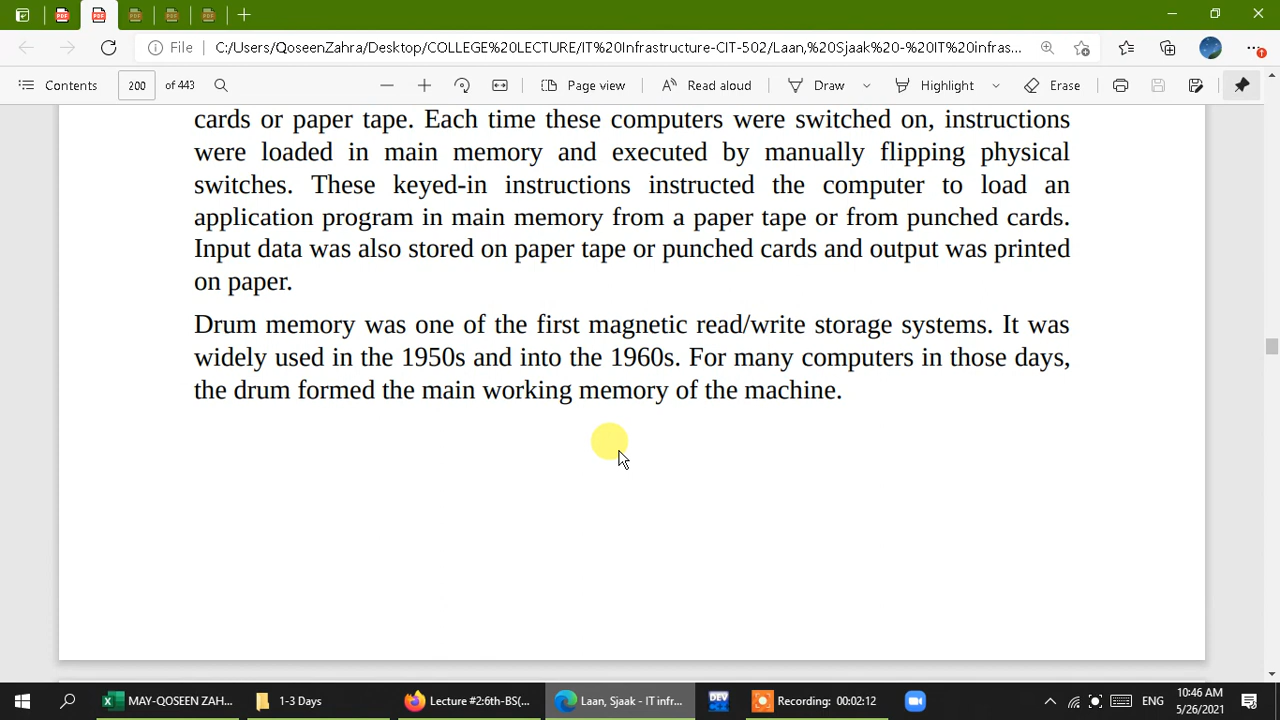 File
C:/Users/QoseenZahra/Desktop/COLLEGE%20LECTURE/IT%20Infrastructure-CIT-502/Laan,%20Sjaak%20-%20IT%20infras...
Contents
200 of 443
Page view
Read aloud
Draw
Highlight
Erase
cards or paper tape. Each time these computers were switched on, instructions
were loaded in main memory and executed by manually flipping physical
switches. These keyed-in instructions instructed the computer to load an
application program in main memory from a paper tape or from punched cards.
Input data was also stored on paper tape or punched cards and output was printed
on paper.
Drum memory was one of the first magnetic read/write storage systems. It was
widely used in the 1950s and into the 1960s. For many computers in those days,
the drum formed the main working memory of the machine.
MAY-QOSEEN ZAH...
1-3 Days
Lecture #2:6th-BS(...
Laan, Sjaak - IT infr...
DEV
Recording: 00:02:12
ENG
10:46 AM
5/26/2021